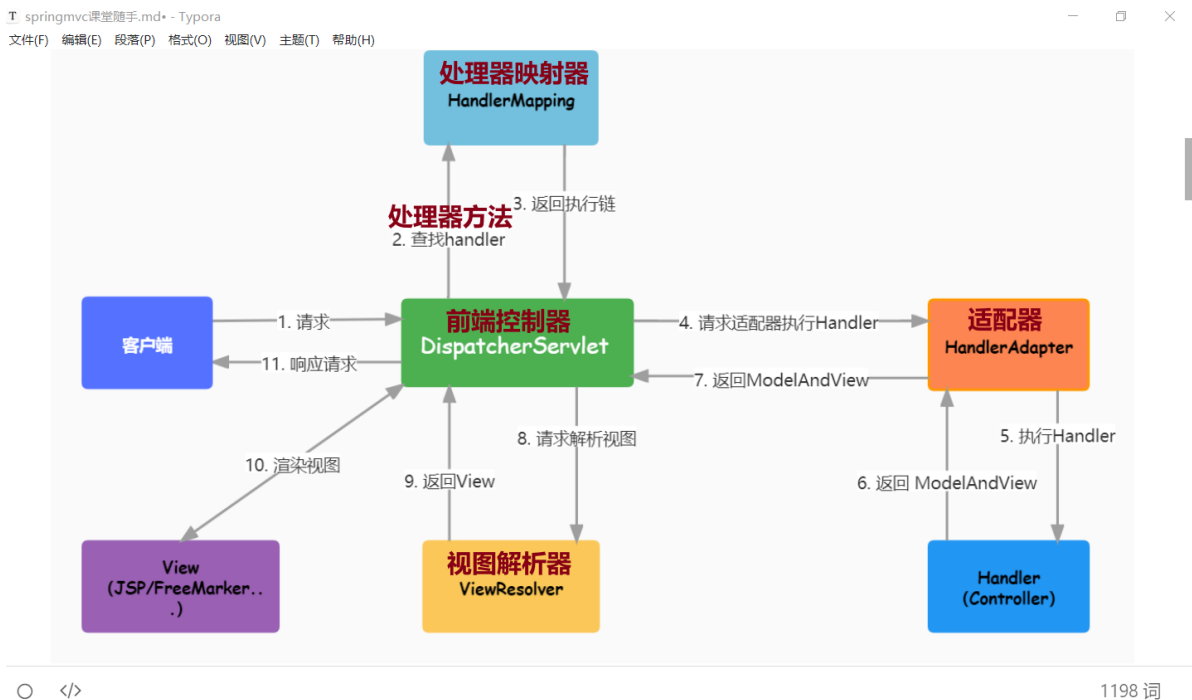 springmvc课堂随手.md• - Typora
文件(F) 编辑(E) 段落(P) 格式(O) 视图(V) 主题(T) 帮助(H)
处理器映射器
HandlerMapping
3. 返回执行链
处理器方法
2. 查找handler
客户端
1. 请求
11. 响应请求
前端控制器
DispatcherServlet
4. 请求适配器执行Handler
7. 返回ModelAndView
适配器
HandlerAdapter
8. 请求解析视图
5. 执行Handler
10. 渲染视图
9. 返回View
6. 返回 ModelAndView
View
(JSP/FreeMarker..
.)
视图解析器
ViewResolver
Handler
(Controller)
1198 词